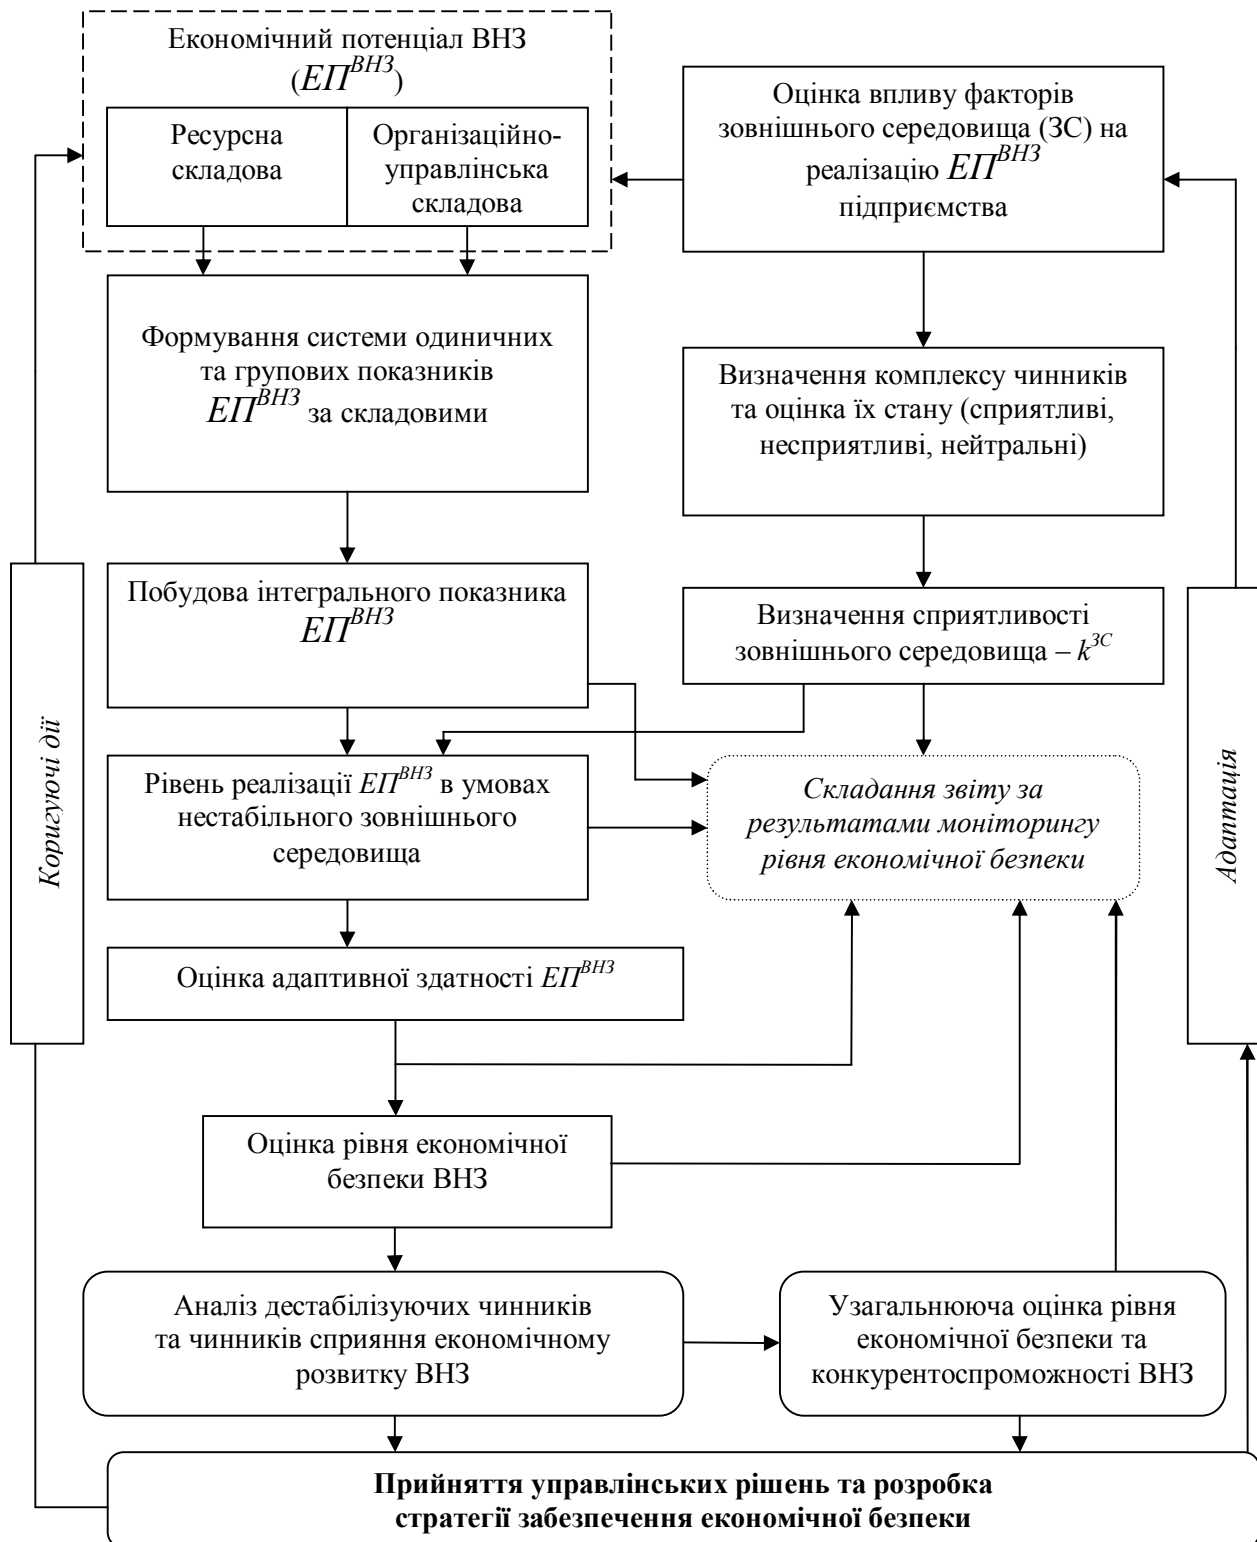 Економічний потенціал ВНЗ
(ЕП^ВНЗ)
Ресурсна
складова
Організаційно-
управлінська
складова
Оцінка впливу факторів
зовнішнього середовища (ЗС) на
реалізацію ЕП^ВНЗ
підприємства
Формування системи одиничних
та групових показників
ЕП^ВНЗ за складовими
Визначення комплексу чинників
та оцінка їх стану (сприятливі,
несприятливі, нейтральні)
Побудова інтегрального показника
ЕП^ВНЗ
Визначення сприятливості
зовнішнього середовища – k^ЗС
Коригуючі дії
Адаптація
Рівень реалізації ЕП^ВНЗ в умовах
нестабільного зовнішнього
середовища
Складання звіту за
результатами моніторингу
рівня економічної безпеки
Оцінка адаптивної здатності ЕП^ВНЗ
Оцінка рівня економічної
безпеки ВНЗ
Аналіз дестабілізуючих чинників
та чинників сприяння економічному
розвитку ВНЗ
Узагальнююча оцінка рівня
економічної безпеки та
конкурентоспроможності ВНЗ
Прийняття управлінських рішень та розробка
стратегії забезпечення економічної безпеки